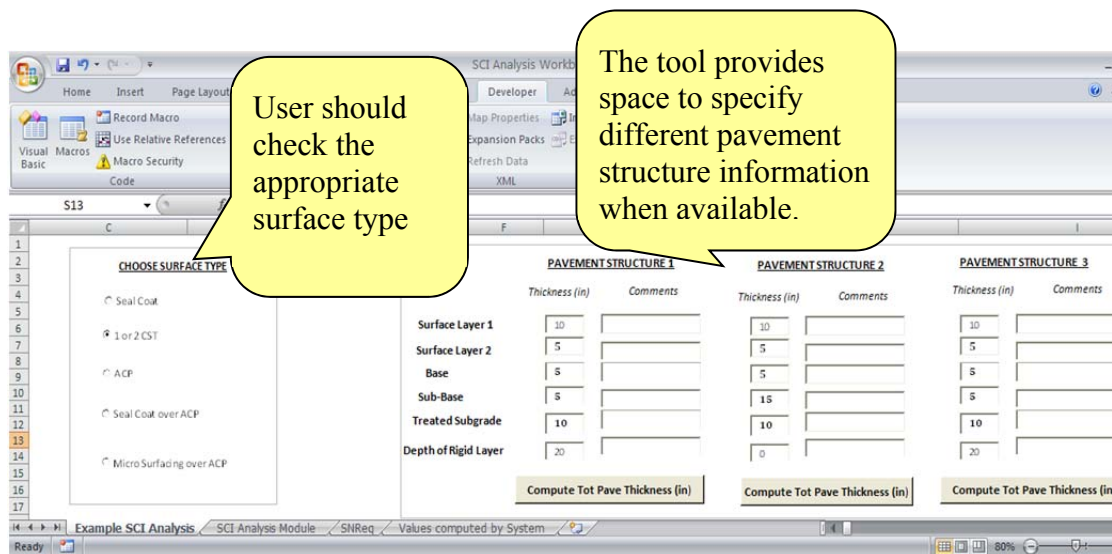 User should
check the
appropriate
surface type
The tool provides
space to specify
different pavement
structure information
when available.
SCI Analysis Workb
Home Insert Page Layout Developer Ad
Visual Basic
Macros
Record Macro
Use Relative References
Macro Security
Code
Map Properties
Expansion Packs
Refresh Data
XML
S13
C F I
1
2
3
4
5
6
7
8
9
10
11
12
13
14
15
16
17
CHOOSE SURFACE TYPE
Seal Coat
1 or 2 CST
ACP
Seal Coat over ACP
Micro Surfacing over ACP
PAVEMENT STRUCTURE 1 PAVEMENT STRUCTURE 2 PAVEMENT STRUCTURE 3
Thickness (in) Comments Thickness (in) Comments Thickness (in) Comments
Surface Layer 1 10 10 10
Surface Layer 2 5 5 5
Base 5 5 5
Sub-Base 5 15 5
Treated Subgrade 10 10 10
Depth of Rigid Layer 20 0 20
Compute Tot Pave Thickness (in) Compute Tot Pave Thickness (in) Compute Tot Pave Thickness (in
Example SCI Analysis SCI Analysis Module SNReq Values computed by System
Ready 80%